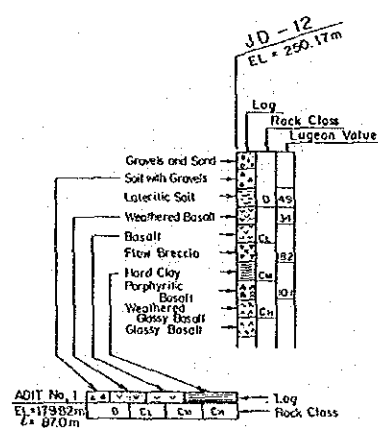 JD-12
EL = 250.17m
Log
Rock Class
Lugeon Value
Gravels and Sand
Soil with Gravels
Lateritic Soil
D 49
Weathered Basalt
34
Basalt
CL
Flow Breccia
82
Hard Clay
CM
Porphyritic
Basalt
101
Weathered
Glassy Basalt
CH
Glassy Basalt
ADIT No. 1
Log
EL=179.82m
D CL CM CH
Rock Class
ℓ= 87.0m